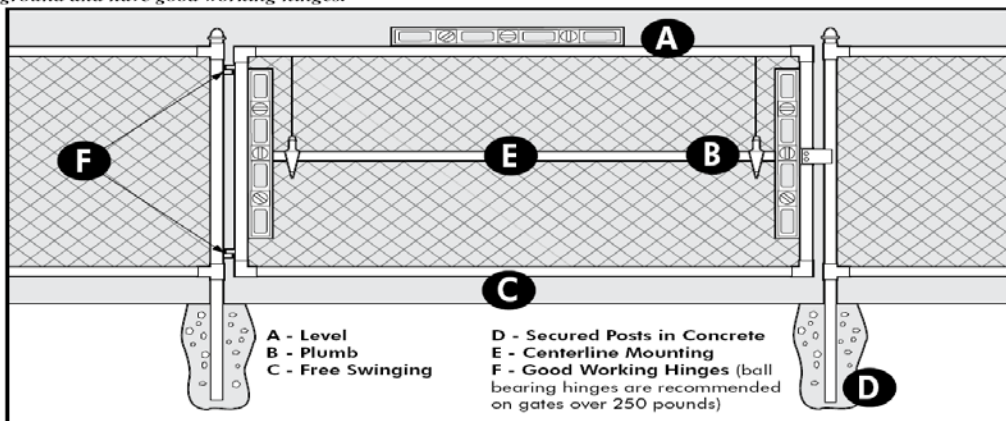 ground and have good working hinges.
A
F
E
B
C
A - Level
B - Plumb
C - Free Swinging
D - Secured Posts in Concrete
E - Centerline Mounting
F - Good Working Hinges (ball
bearing hinges are recommended
on gates over 250 pounds)
D